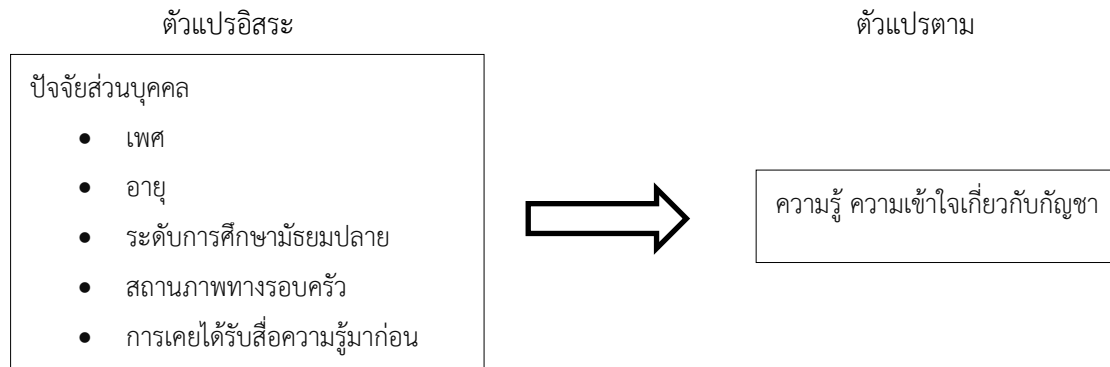 ตัวแปรอิสระ
ตัวแปรตาม
ปัจจัยส่วนบุคคล
● เพศ
● อายุ
● ระดับการศึกษามัธยมปลาย
● สถานภาพทางรอบครัว
● การเคยได้รับสื่อความรู้มาก่อน
ความรู้ ความเข้าใจเกี่ยวกับกัญชา